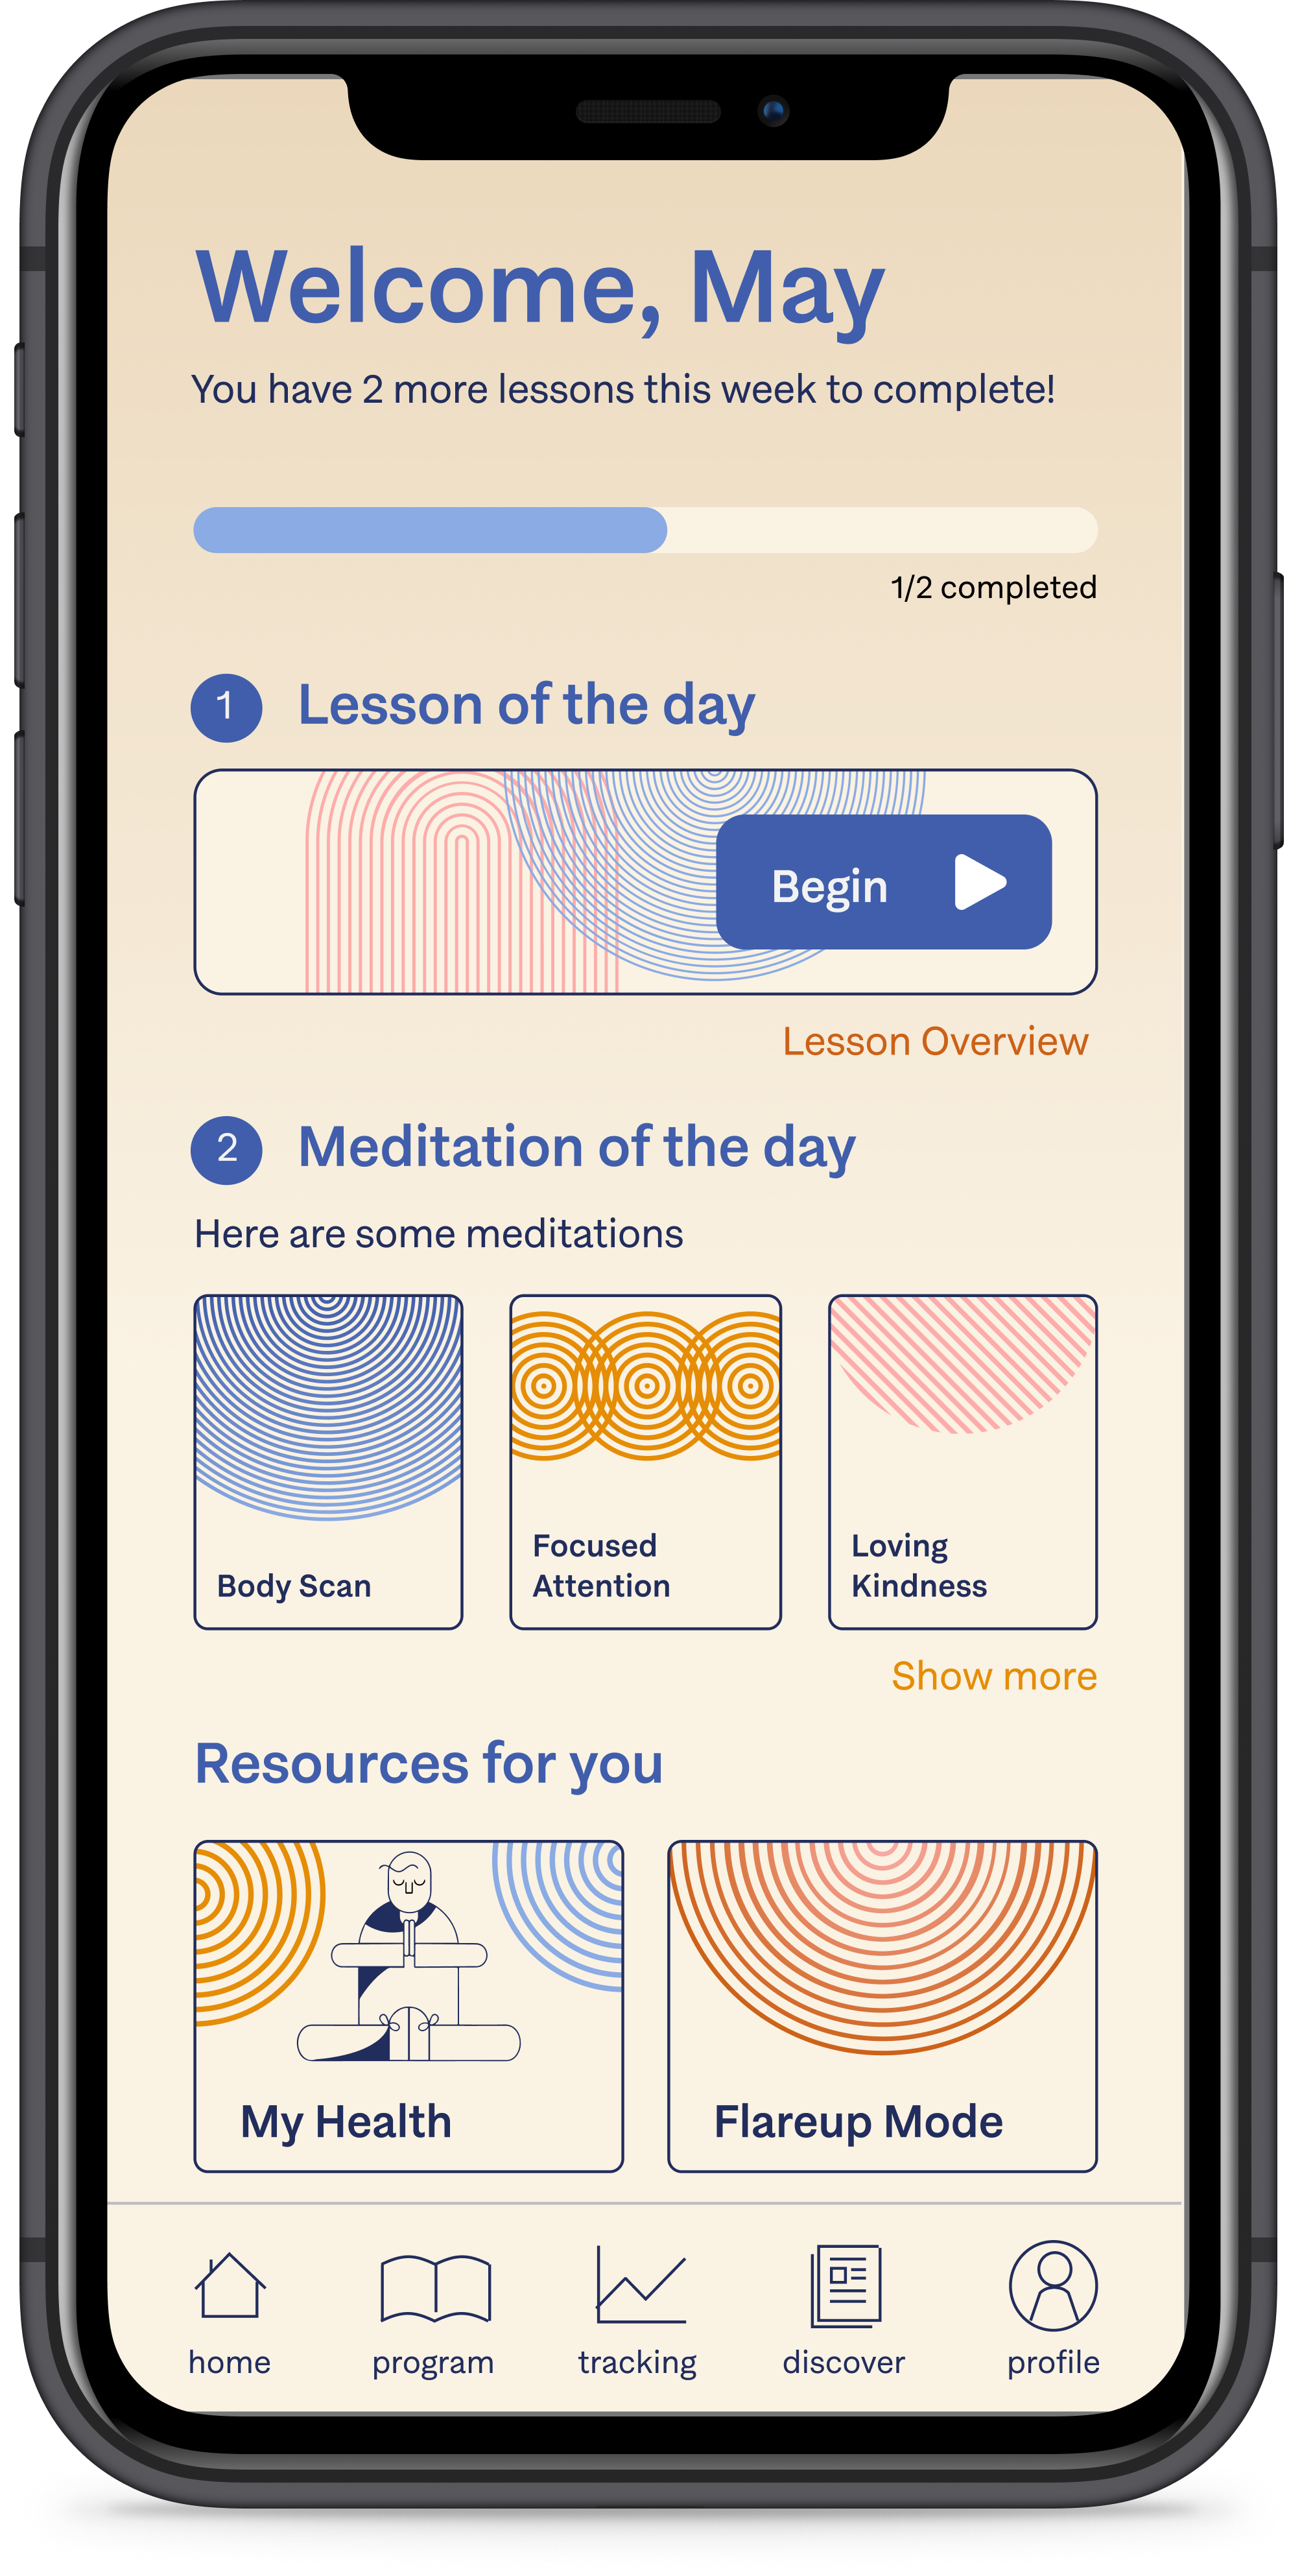 Welcome, May
You have 2 more lessons this week to complete!
1/2 completed
1 Lesson of the day
Begin
Lesson Overview
2 Meditation of the day
Here are some meditations
Body Scan
Focused
Attention
Loving
Kindness
Show more
Resources for you
My Health
Flareup Mode
home
program
tracking
discover
profile